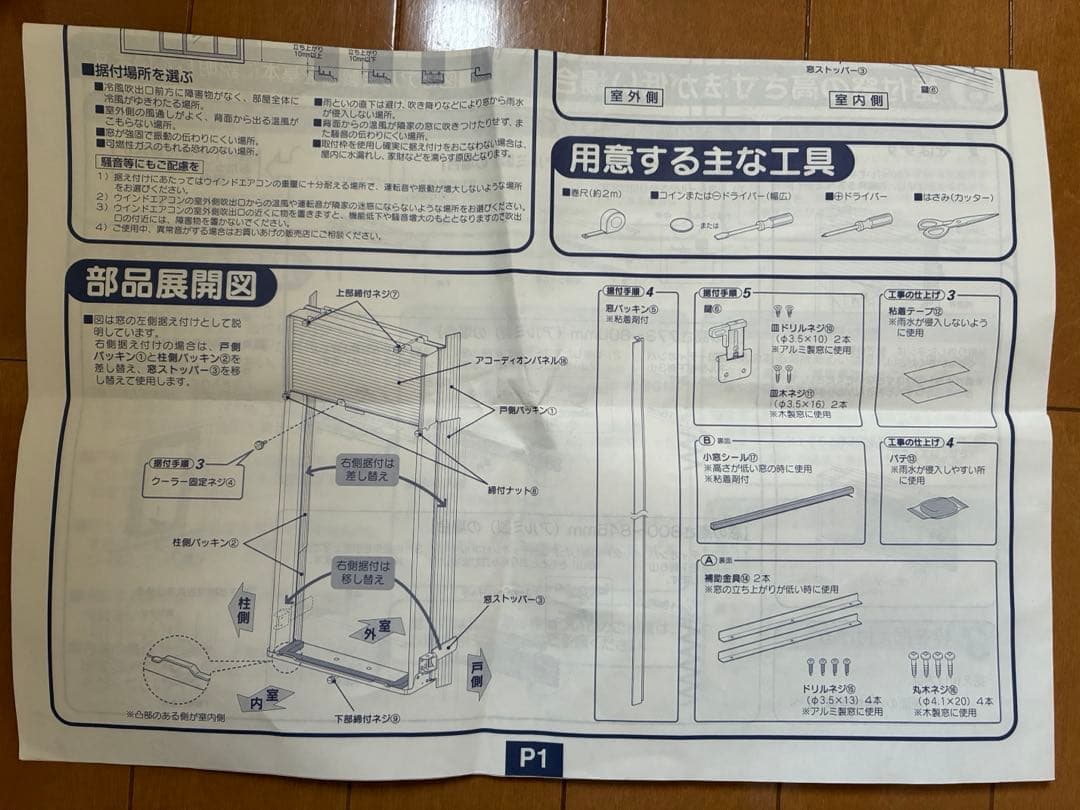 立ち上がり
10mm以上
立ち上がり
10mm以下
■据付場所を選ぶ
■冷風吹出口前方に障害物がなく、部屋全体に
冷風がゆきわたる場所。
■室外側の風通しがよく、背面から出る温風が
こもらない場所。
■窓が強固で振動の伝わりにくい場所。
■可燃性ガスのもれる恐れのない場所。
■雨といの直下は避け、吹き降りなどにより窓から雨水
が侵入しない場所。
■背面からの温風が隣家の窓に吹きつけたりせず、ま
た騒音の伝わりにくい場所。
■取付枠を使用し確実に据え付けをおこなわない場合は、
屋内に水漏れし、家財などを濡らす原因となります。
騒音等にもご配慮を
1）据え付けにあたってはウインドエアコンの重量に十分耐える場所で、運転音や振動が増大しないような場所
をお選びください。
2）ウインドエアコンの室外側吹出口からの温風や運転音が隣家の迷惑にならないような場所をお選びください。
3）ウインドエアコンの室外側吹出口の近くに物を置きますと、機能低下や騒音増大のもととなりますので吹出
口の付近には、障害物を置かないでください。
4）ご使用中、異常音がする場合はお買いあげの販売店にご相談ください。
窓ストッパー③
鍵⑥
室外側
室内側
用意する主な工具
■巻尺（約2m）
■コインまたは⊖ドライバー（幅広）
または
■⊕ドライバー
■はさみ（カッター）
部品展開図
■図は窓の左側据え付けとして説
明しています。
右側据え付けの場合は、戸側
パッキン①と柱側パッキン②を
差し替え、窓ストッパー③を移
し替えて使用します。
上部締付ネジ⑦
アコーディオンパネル⑱
戸側パッキン①
右側据付は
差し替え
据付手順 3
クーラー固定ネジ④
締付ナット⑧
柱側パッキン②
右側据付は
移し替え
窓ストッパー③
柱側
室外
戸側
室内
※凸部のある側が室内側
下部締付ネジ⑨
据付手順 4
窓パッキン⑤
※粘着剤付
据付手順 5
鍵⑥
皿ドリルネジ⑩
（φ3.5×10）2本
※アルミ製窓に使用
皿木ネジ⑪
（φ3.5×16）2本
※木製窓に使用
工事の仕上げ 3
粘着テープ⑫
※雨水が侵入しないよう
に使用
B 裏面
小窓シール⑰
※高さが低い窓の時に使用
※粘着剤付
工事の仕上げ 4
パテ⑬
※雨水が侵入しやすい所
に使用
A 裏面
補助金具⑭ 2本
※窓の立ち上がりが低い時に使用
ドリルネジ⑮
（φ3.5×13）4本
※アルミ製窓に使用
丸木ネジ⑯
（φ4.1×20）4本
※木製窓に使用
P1